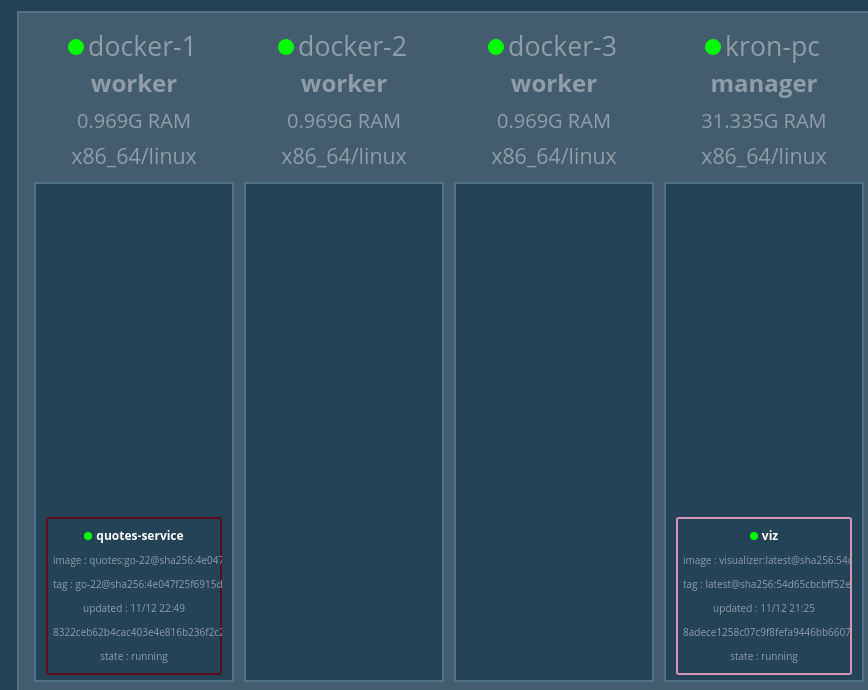 docker-1
worker
0.969G RAM
x86_64/linux
docker-2
worker
0.969G RAM
x86_64/linux
docker-3
worker
0.969G RAM
x86_64/linux
kron-pc
manager
31.335G RAM
x86_64/linux
quotes-service
image : quotes:go-22@sha256:4e047
tag : go-22@sha256:4e047f25f6915d
updated : 11/12 22:49
8322ceb62b4cac403e4e816b236f2c2
state : running
viz
image : visualizer:latest@sha256:54d
tag : latest@sha256:54d65cbcbff52e
updated : 11/12 21:25
8adece1258c07c9f8fefa9446bb6607
state : running